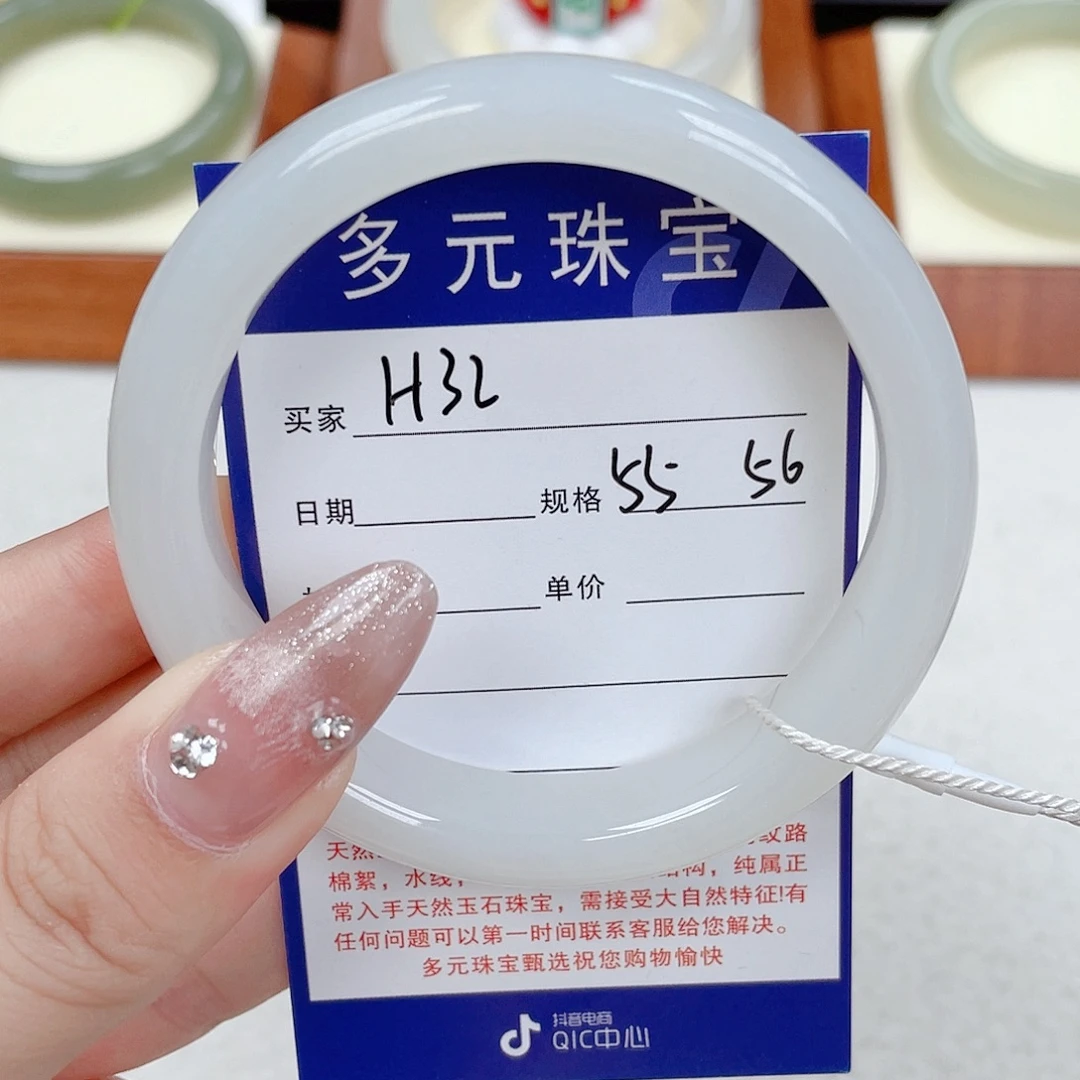 多元珠宝
买家 H32
日期 规格 55 56
单价
天然 纹路
棉絮，水线， 结构，纯属正
常入手天然玉石珠宝，需接受大自然特征!有
任何问题可以第一时间联系客服给您解决。
多元珠宝甄选祝您购物愉快
抖音电商
QIC中心